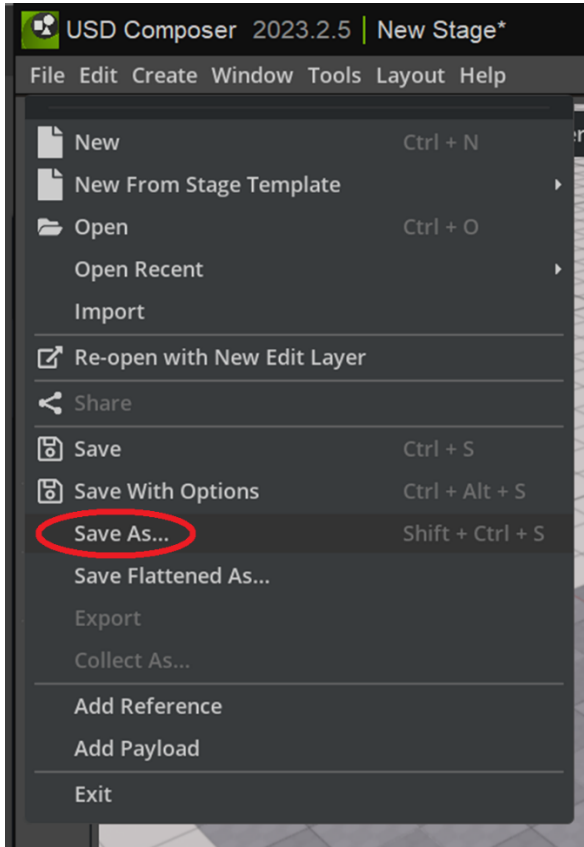 USD Composer 2023.2.5 | New Stage*
File Edit Create Window Tools Layout Help
New Ctrl + N
New From Stage Template
Open Ctrl + O
Open Recent
Import
Re-open with New Edit Layer
Share
Save Ctrl + S
Save With Options Ctrl + Alt + S
Save As... Shift + Ctrl + S
Save Flattened As...
Export
Collect As...
Add Reference
Add Payload
Exit